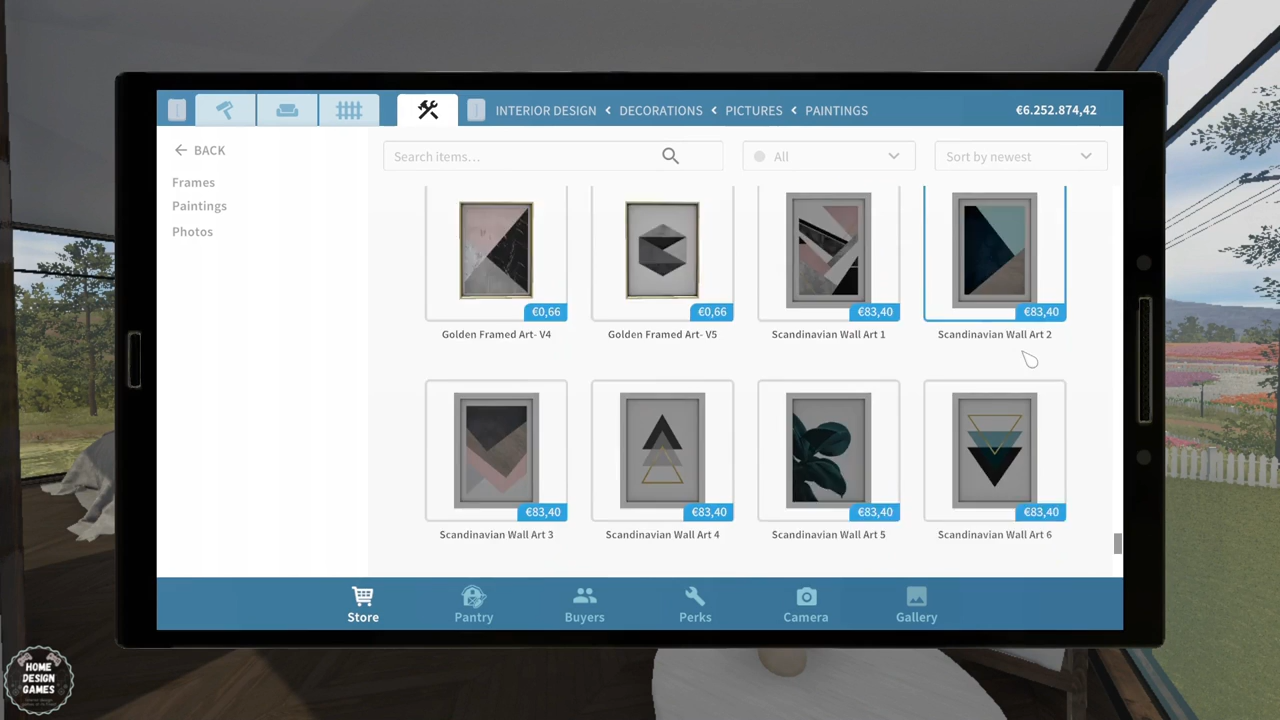 INTERIOR DESIGN < DECORATIONS < PICTURES < PAINTINGS
€6.252.874,42
BACK
Frames
Paintings
Photos
Search items...
All
Sort by newest
€0,66
€0,66
€83,40
€83,40
Golden Framed Art- V4
Golden Framed Art- V5
Scandinavian Wall Art 1
Scandinavian Wall Art 2
€83,40
€83,40
€83,40
€83,40
Scandinavian Wall Art 3
Scandinavian Wall Art 4
Scandinavian Wall Art 5
Scandinavian Wall Art 6
Store
Pantry
Buyers
Perks
Camera
Gallery
HOME
DESIGN
GAMES